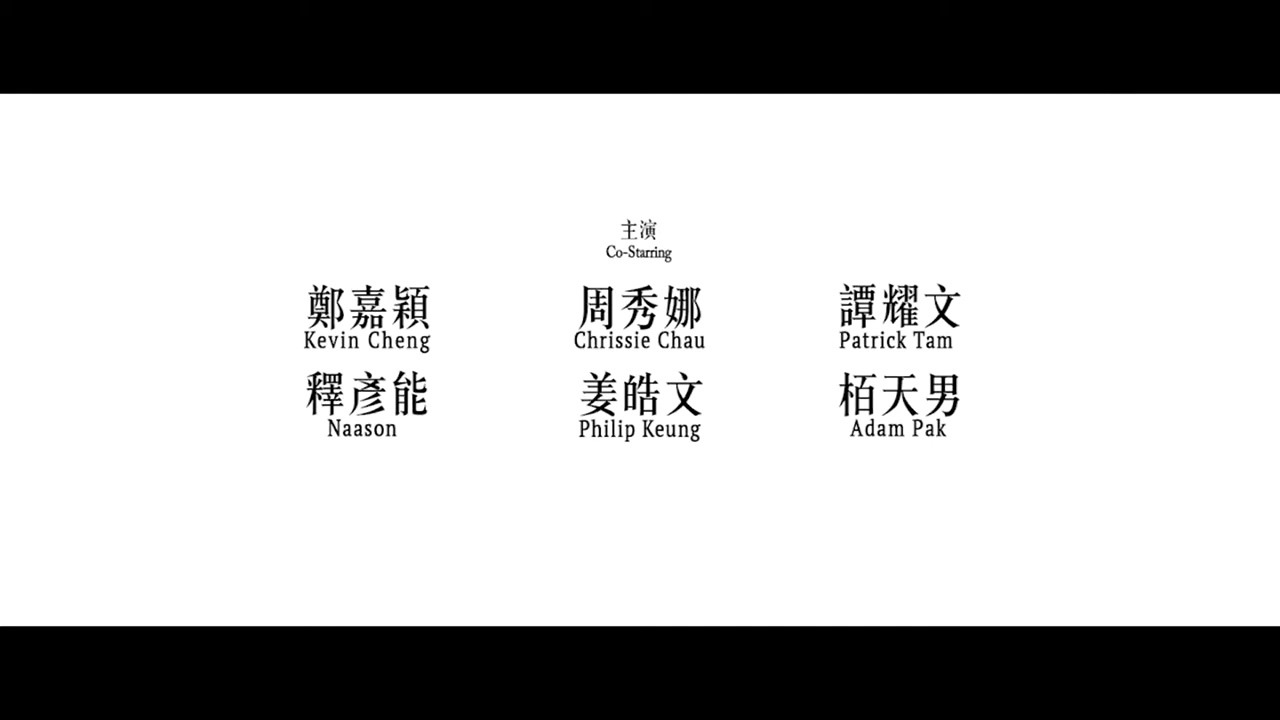 主演
Co-Starring
鄭嘉穎 周秀娜 譚耀文
Kevin Cheng Chrissie Chau Patrick Tam
釋彥能 姜皓文 栢天男
Naason Philip Keung Adam Pak